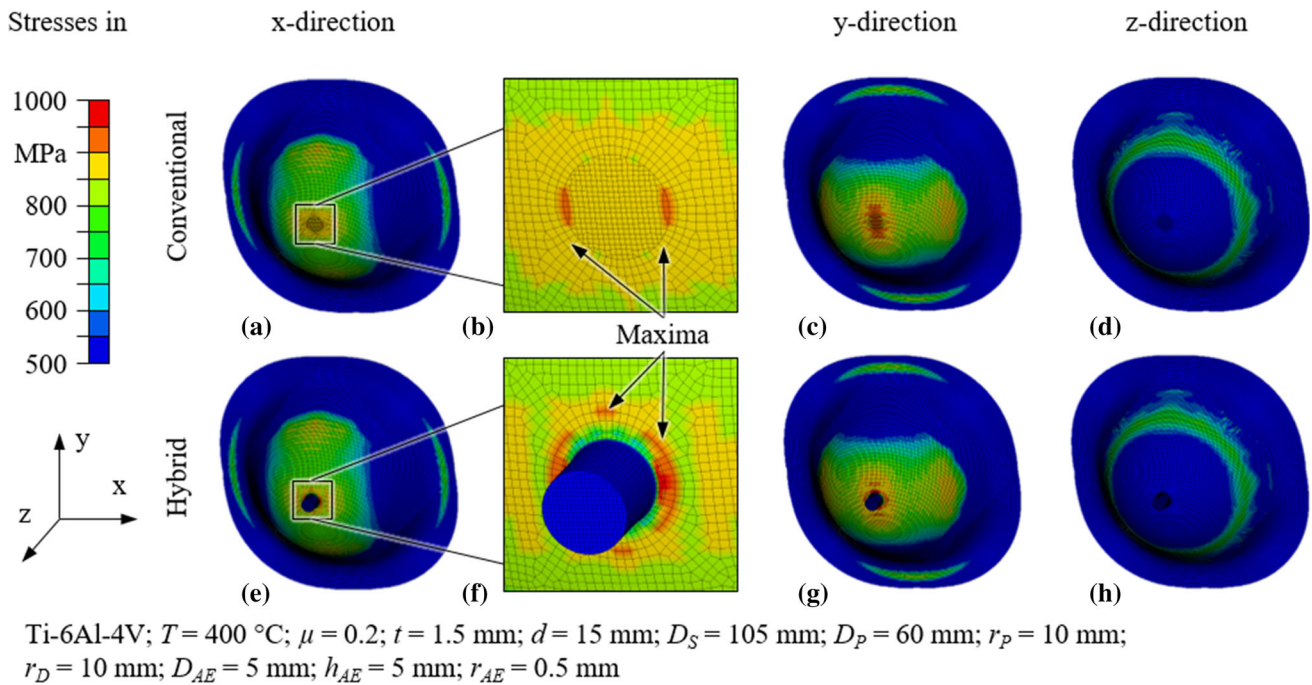 Stresses in
x-direction
y-direction
z-direction
1000
MPa
800
700
600
500
Conventional
(a)
(b)
(c)
(d)
Maxima
y
x
z
Hybrid
(e)
(f)
(g)
(h)
Ti-6Al-4V; T = 400 °C; μ = 0.2; t = 1.5 mm; d = 15 mm; D_S = 105 mm; D_P = 60 mm; r_P = 10 mm;
r_D = 10 mm; D_AE = 5 mm; h_AE = 5 mm; r_AE = 0.5 mm